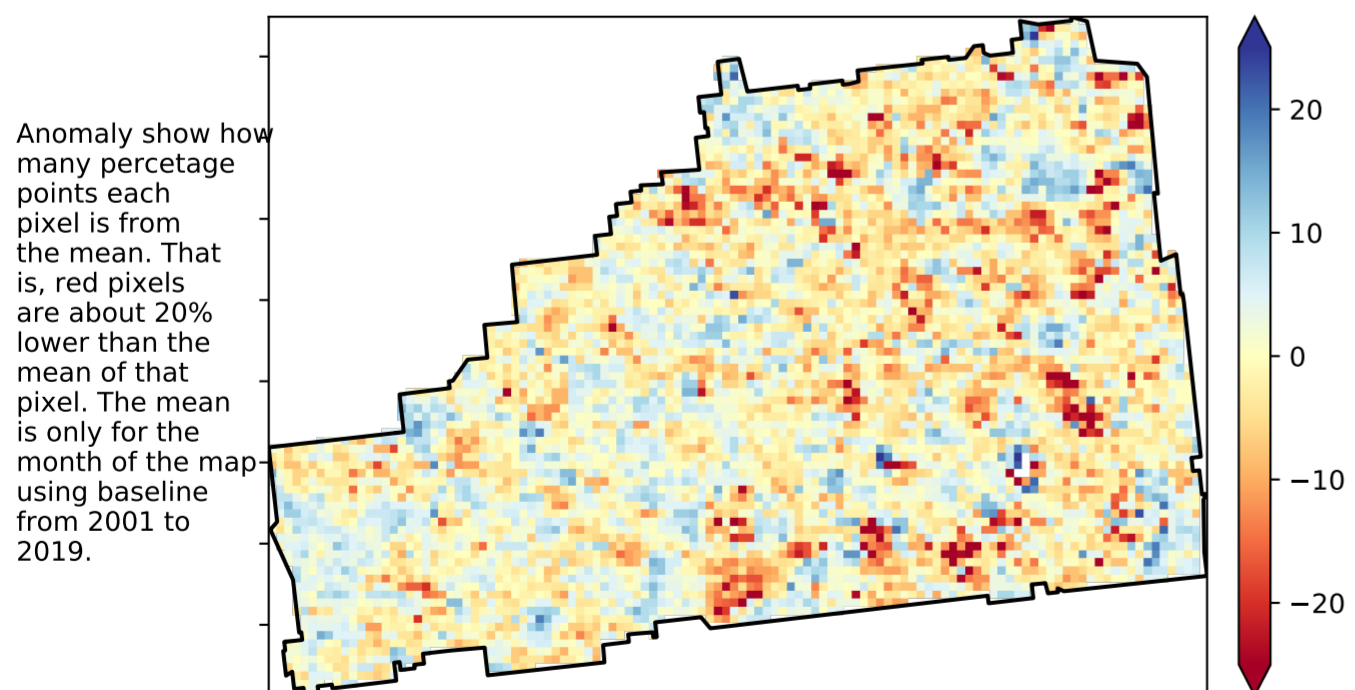 Anomaly show how
many percetage
points each
pixel is from
the mean. That
is, red pixels
are about 20%
lower than the
mean of that
pixel. The mean
is only for the
month of the map
using baseline
from 2001 to
2019.
20
10
0
−10
−20